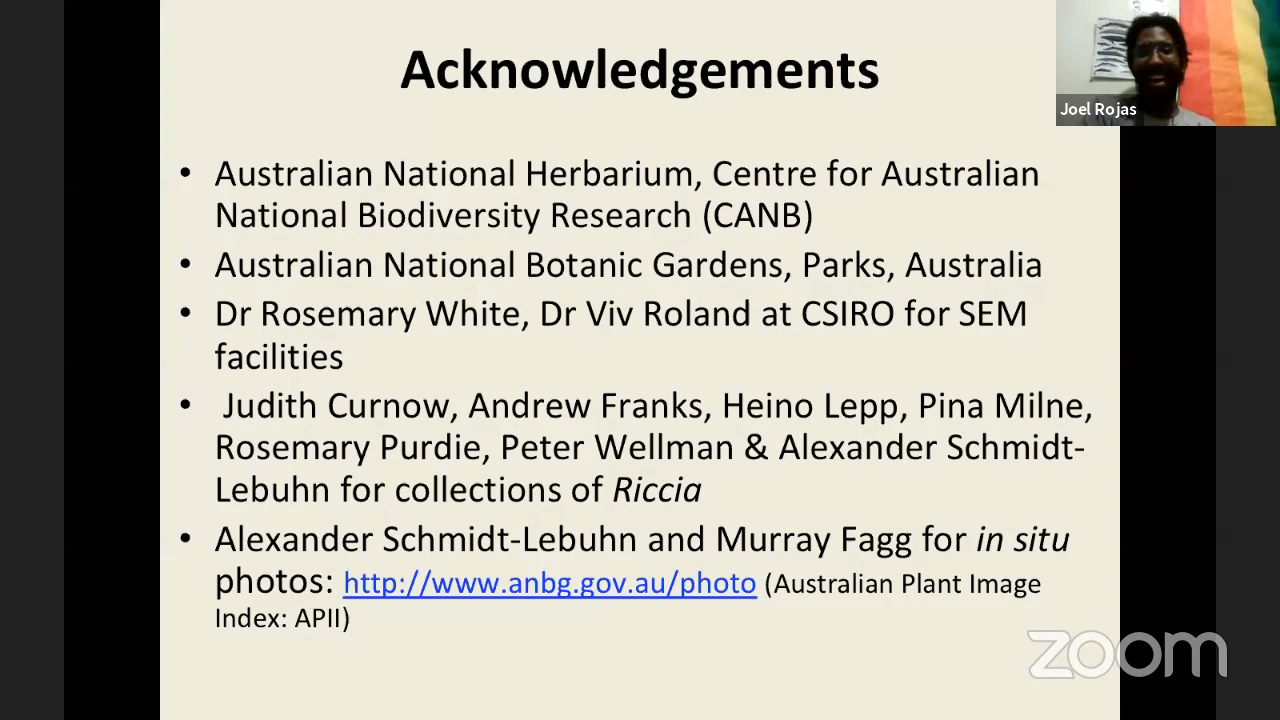 Acknowledgements
Joel Rojas
• Australian National Herbarium, Centre for Australian
National Biodiversity Research (CANB)
• Australian National Botanic Gardens, Parks, Australia
• Dr Rosemary White, Dr Viv Roland at CSIRO for SEM
facilities
• Judith Curnow, Andrew Franks, Heino Lepp, Pina Milne,
Rosemary Purdie, Peter Wellman & Alexander Schmidt-
Lebuhn for collections of Riccia
• Alexander Schmidt-Lebuhn and Murray Fagg for in situ
photos: http://www.anbg.gov.au/photo (Australian Plant Image
Index: APII)
zoom